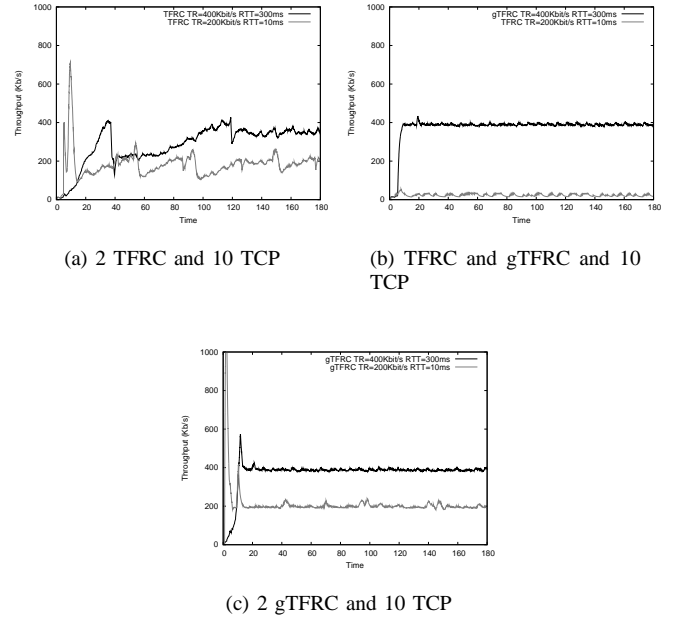 1000
800
600
400
200
0
Throughput (Kb/s)
TFRC TR=400Kbit/s RTT=300ms
TFRC TR=200Kbit/s RTT=10ms
0 20 40 60 80 100 120 140 160 180
Time
(a) 2 TFRC and 10 TCP
1000
800
600
400
200
0
Throughput (Kb/s)
gTFRC TR=400Kbit/s RTT=300ms
TFRC TR=200Kbit/s RTT=10ms
0 20 40 60 80 100 120 140 160 180
Time
(b) TFRC and gTFRC and 10
TCP
1000
800
600
400
200
0
Throughput (Kb/s)
gTFRC TR=400Kbit/s RTT=300ms
gTFRC TR=200Kbit/s RTT=10ms
0 20 40 60 80 100 120 140 160 180
Time
(c) 2 gTFRC and 10 TCP